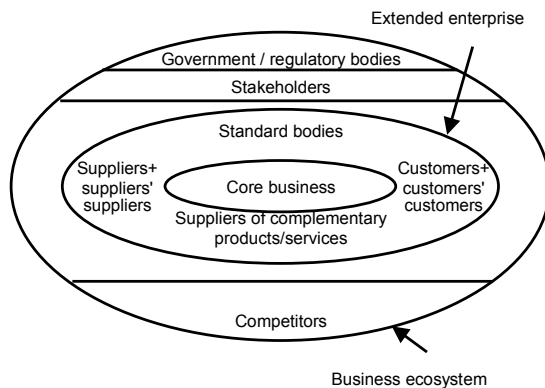 Extended enterprise
Government / regulatory bodies
Stakeholders
Standard bodies
Suppliers+
suppliers'
suppliers
Core business
Customers+
customers'
customers
Suppliers of complementary
products/services
Competitors
Business ecosystem